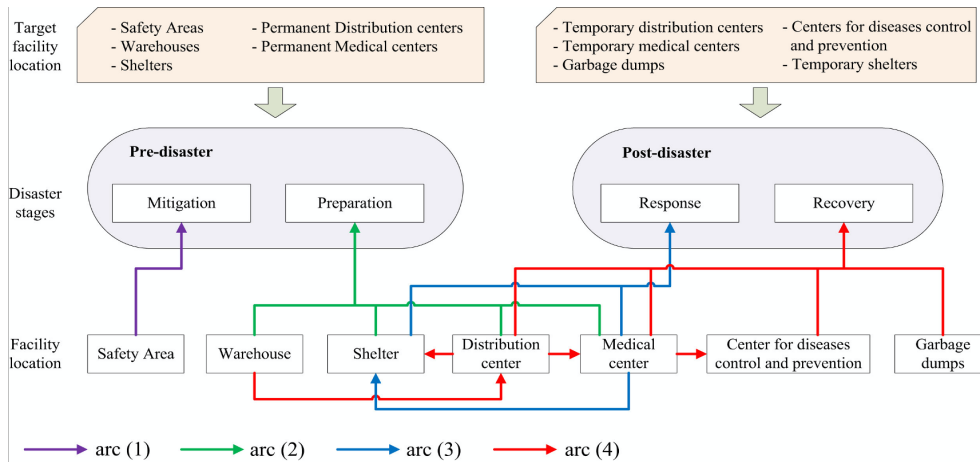 Target
facility
location
- Safety Areas
- Warehouses
- Shelters
- Permanent Distribution centers
- Permanent Medical centers
- Temporary distribution centers
- Temporary medical centers
- Garbage dumps
- Centers for diseases control
and prevention
- Temporary shelters
Disaster
stages
Pre-disaster
Mitigation
Preparation
Post-disaster
Response
Recovery
Facility
location
Safety Area
Warehouse
Shelter
Distribution
center
Medical
center
Center for diseases
control and prevention
Garbage
dumps
arc (1)
arc (2)
arc (3)
arc (4)